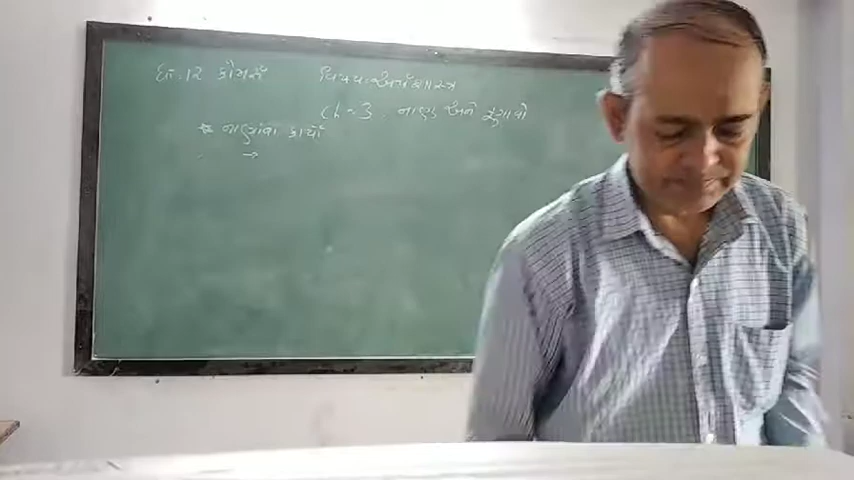 ધો-12 કોમર્સ વિષય-અર્થશાસ્ત્ર
Ch-3. નાણું અને ફુગાવો
* નાણાંના કાર્યો
→